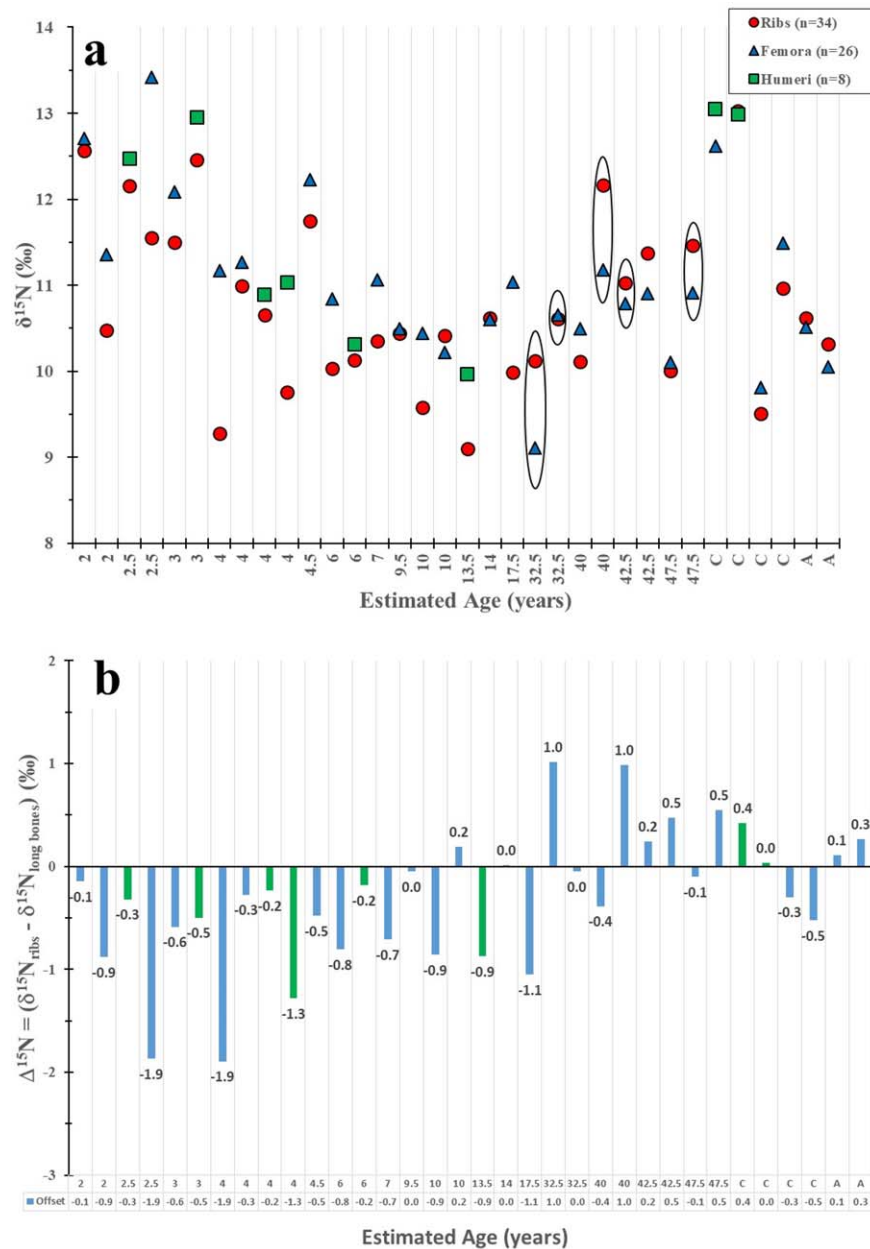 a
Ribs (n=34)
Femora (n=26)
Humeri (n=8)
14
13
12
11
10
9
8
δ¹⁵N (‰)
2 2 2.5 2.5 3 3 4 4 4 4 4.5 6 6 7 9.5 10 10 13.5 14 17.5 32.5 32.5 40 40 42.5 42.5 47.5 47.5 C C C C A A
Estimated Age (years)
b
2
1
0
-1
-2
-3
Δ¹⁵N = (δ¹⁵N ribs - δ¹⁵N long bones) (‰)
-0.1 -0.9 -0.3 -1.9 -0.6 -0.5 -1.9 -0.3 -0.2 -1.3 -0.5 -0.8 -0.2 -0.7 0.0 -0.9 0.2 -0.9 0.0 -1.1 1.0 0.0 -0.4 1.0 0.2 0.5 -0.1 0.5 0.4 0.0 -0.3 -0.5 0.1 0.3
2 2 2.5 2.5 3 3 4 4 4 4 4.5 6 6 7 9.5 10 10 13.5 14 17.5 32.5 32.5 40 40 42.5 42.5 47.5 47.5 C C C C A A
Offset -0.1 -0.9 -0.3 -1.9 -0.6 -0.5 -1.9 -0.3 -0.2 -1.3 -0.5 -0.8 -0.2 -0.7 0.0 -0.9 0.2 -0.9 0.0 -1.1 1.0 0.0 -0.4 1.0 0.2 0.5 -0.1 0.5 0.4 0.0 -0.3 -0.5 0.1 0.3
Estimated Age (years)